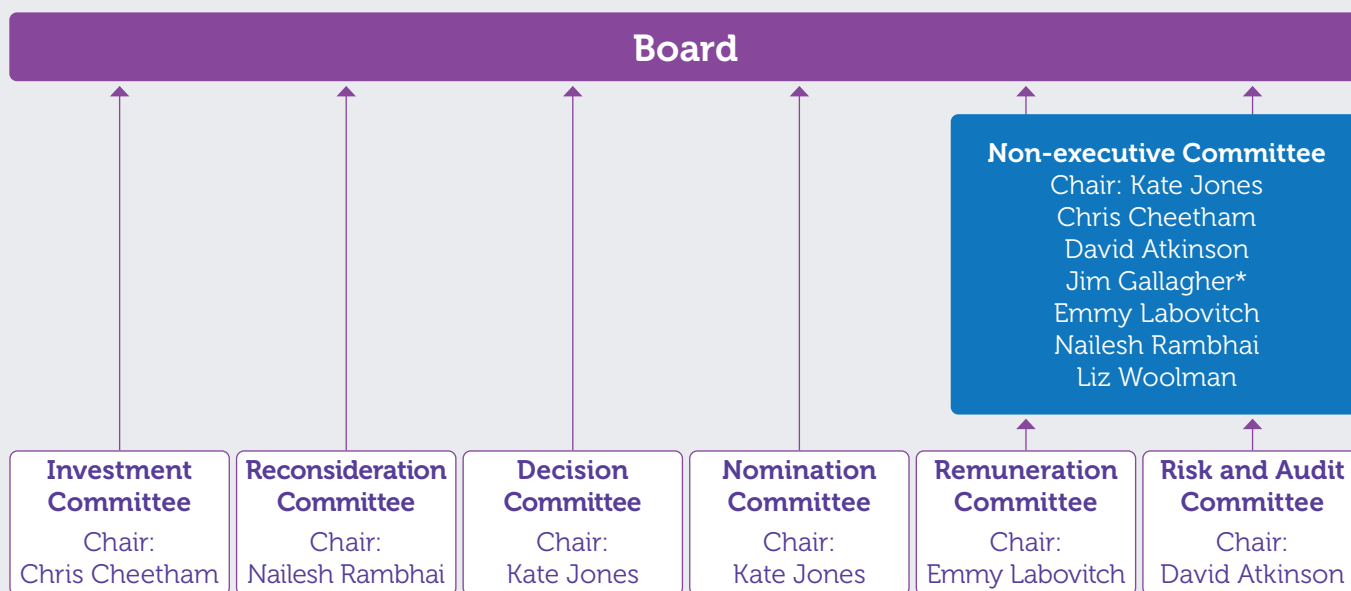 Board
Non-executive Committee
Chair: Kate Jones
Chris Cheetham
David Atkinson
Jim Gallagher*
Emmy Labovitch
Nailesh Rambhai
Liz Woolman
Investment
Committee
Chair:
Chris Cheetham
Reconsideration
Committee
Chair:
Nailesh Rambhai
Decision
Committee
Chair:
Kate Jones
Nomination
Committee
Chair:
Kate Jones
Remuneration
Committee
Chair:
Emmy Labovitch
Risk and Audit
Committee
Chair:
David Atkinson